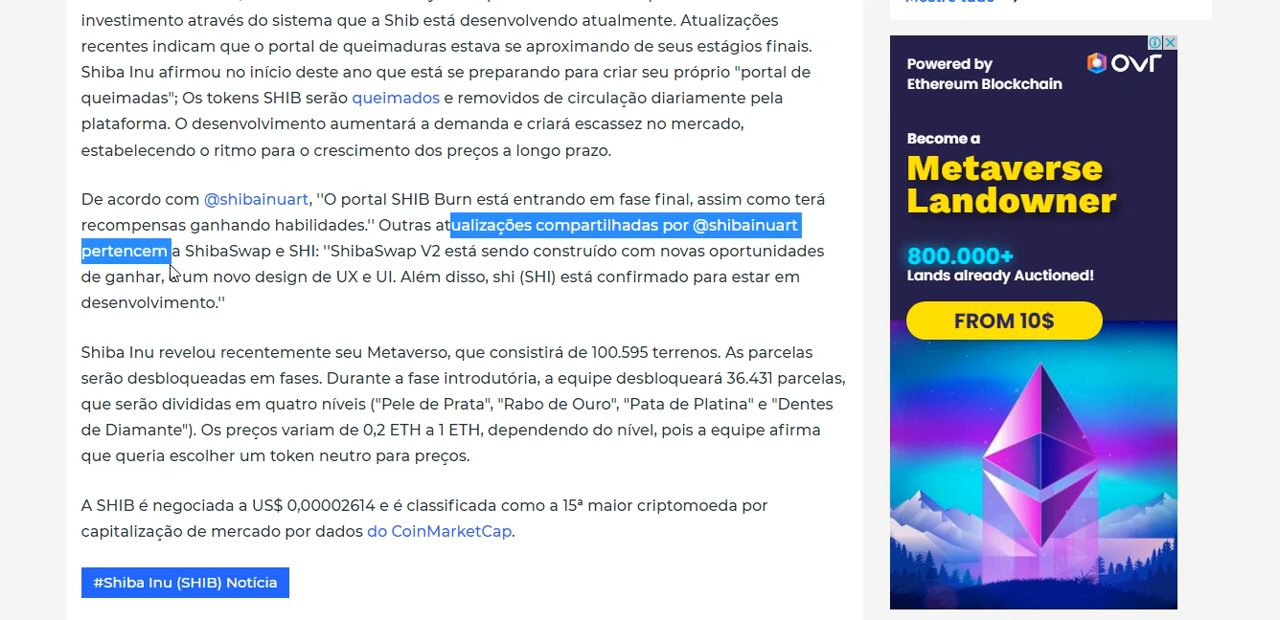 investimento através do sistema que a Shib está desenvolvendo atualmente. Atualizações
recentes indicam que o portal de queimaduras estava se aproximando de seus estágios finais.
Shiba Inu afirmou no início deste ano que está se preparando para criar seu próprio "portal de
queimadas"; Os tokens SHIB serão queimados e removidos de circulação diariamente pela
plataforma. O desenvolvimento aumentará a demanda e criará escassez no mercado,
estabelecendo o ritmo para o crescimento dos preços a longo prazo.
De acordo com @shibainuart, ''O portal SHIB Burn está entrando em fase final, assim como terá
recompensas ganhando habilidades.'' Outras atualizações compartilhadas por @shibainuart
pertencem a ShibaSwap e SHI: ''ShibaSwap V2 está sendo construído com novas oportunidades
de ganhar, e um novo design de UX e UI. Além disso, shi (SHI) está confirmado para estar em
desenvolvimento.''
Shiba Inu revelou recentemente seu Metaverso, que consistirá de 100.595 terrenos. As parcelas
serão desbloqueadas em fases. Durante a fase introdutória, a equipe desbloqueará 36.431 parcelas,
que serão divididas em quatro níveis ("Pele de Prata", "Rabo de Ouro", "Pata de Platina" e "Dentes
de Diamante"). Os preços variam de 0,2 ETH a 1 ETH, dependendo do nível, pois a equipe afirma
que queria escolher um token neutro para preços.
A SHIB é negociada a US$ 0,00002614 e é classificada como a 15ª maior criptomoeda por
capitalização de mercado por dados do CoinMarketCap.
#Shiba Inu (SHIB) Notícia
Powered by
Ethereum Blockchain
ovr
Become a
Metaverse
Landowner
800.000+
Lands already Auctioned!
FROM 10$